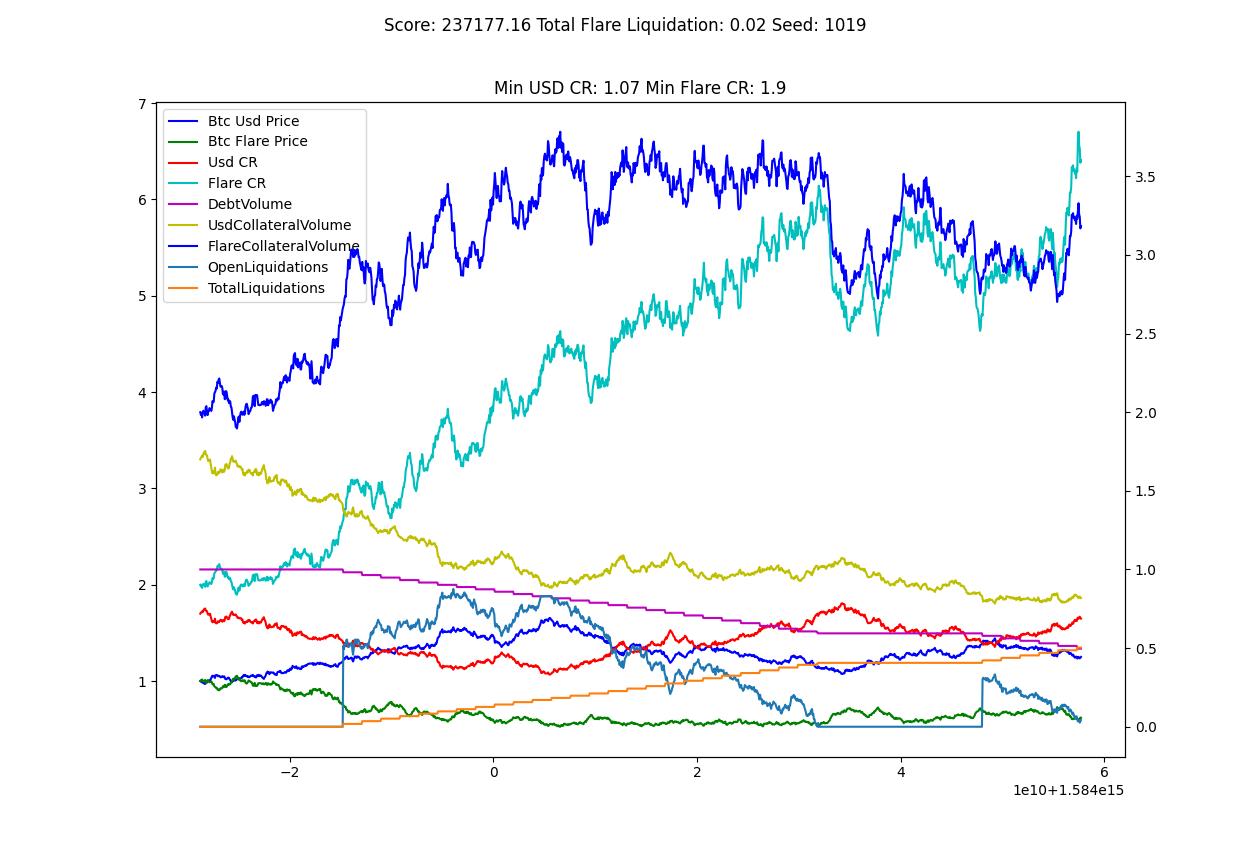 Score: 237177.16 Total Flare Liquidation: 0.02 Seed: 1019
Min USD CR: 1.07 Min Flare CR: 1.9
Btc Usd Price
Btc Flare Price
Usd CR
Flare CR
DebtVolume
UsdCollateralVolume
FlareCollateralVolume
OpenLiquidations
TotalLiquidations
7
6
5
4
3
2
1
3.5
3.0
2.5
2.0
1.5
1.0
0.5
0.0
−2
0
2
4
6
1e10+1.584e15